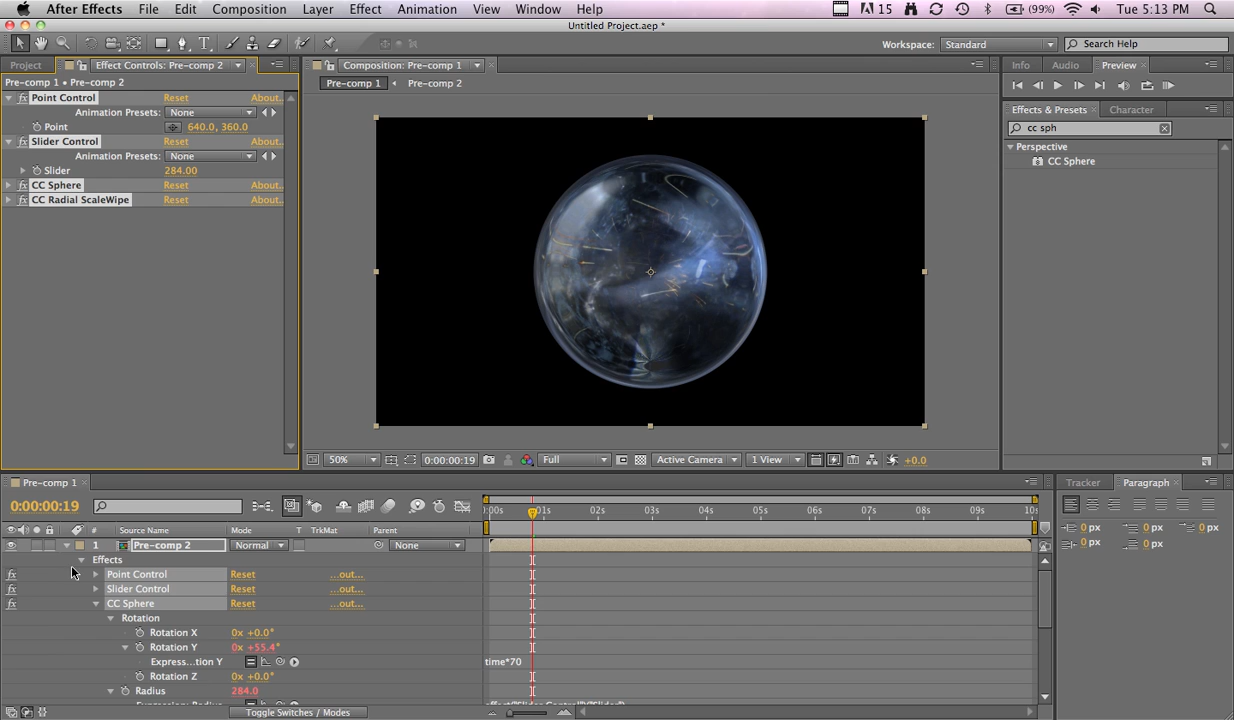 After Effects File Edit Composition Layer Effect Animation View Window Help 15 (99%) Tue 5:13 PM
Untitled Project.aep *
Workspace: Standard Search Help
Project Effect Controls: Pre-comp 2 Composition: Pre-comp 1 Info Audio Preview
Pre-comp 1 • Pre-comp 2 Pre-comp 1 Pre-comp 2
fx Point Control Reset About..
Animation Presets: None
Point 640.0, 360.0
fx Slider Control Reset About..
Animation Presets: None
Slider 284.00
fx CC Sphere Reset About..
fx CC Radial ScaleWipe Reset About..
Effects & Presets Character
cc sph
Perspective
CC Sphere
50% 0:00:00:19 Full Active Camera 1 View +0.0
Pre-comp 1 Tracker Paragraph
0:00:00:19 :00s 01s 02s 03s 04s 05s 06s 07s 08s 09s 10s
# Source Name Mode T TrkMat Parent
0 px 0 px 0 px
0 px 0 px
1 Pre-comp 2 Normal None
Effects
fx Point Control Reset ...out...
fx Slider Control Reset ...out...
fx CC Sphere Reset ...out...
Rotation
Rotation X 0x +0.0°
Rotation Y 0x +55.4°
Express...tion Y time*70
Rotation Z 0x +0.0°
Radius 284.0
Toggle Switches / Modes